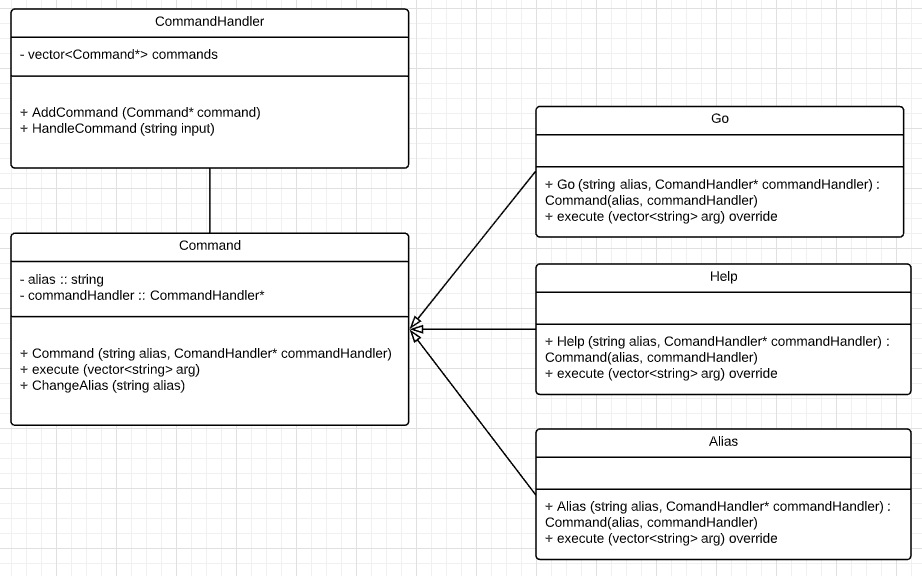 CommandHandler
- vector<Command*> commands
+ AddCommand (Command* command)
+ HandleCommand (string input)
Command
- alias :: string
- commandHandler :: CommandHandler*
+ Command (string alias, ComandHandler* commandHandler)
+ execute (vector<string> arg)
+ ChangeAlias (string alias)
Go
+ Go (string alias, ComandHandler* commandHandler) :
Command(alias, commandHandler)
+ execute (vector<string> arg) override
Help
+ Help (string alias, ComandHandler* commandHandler) :
Command(alias, commandHandler)
+ execute (vector<string> arg) override
Alias
+ Alias (string alias, ComandHandler* commandHandler) :
Command(alias, commandHandler)
+ execute (vector<string> arg) override